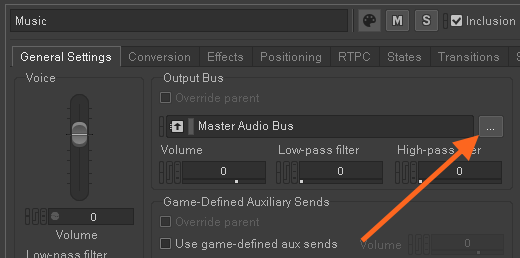 Music M S Inclusion
General Settings Conversion Effects Positioning RTPC States Transitions
Voice Output Bus
Override parent
Master Audio Bus ...
Volume Low-pass filter High-pass filter
0 0 0
0 Game-Defined Auxiliary Sends
Override parent
Volume Use game-defined aux sends Volume 0
Low-pass filter